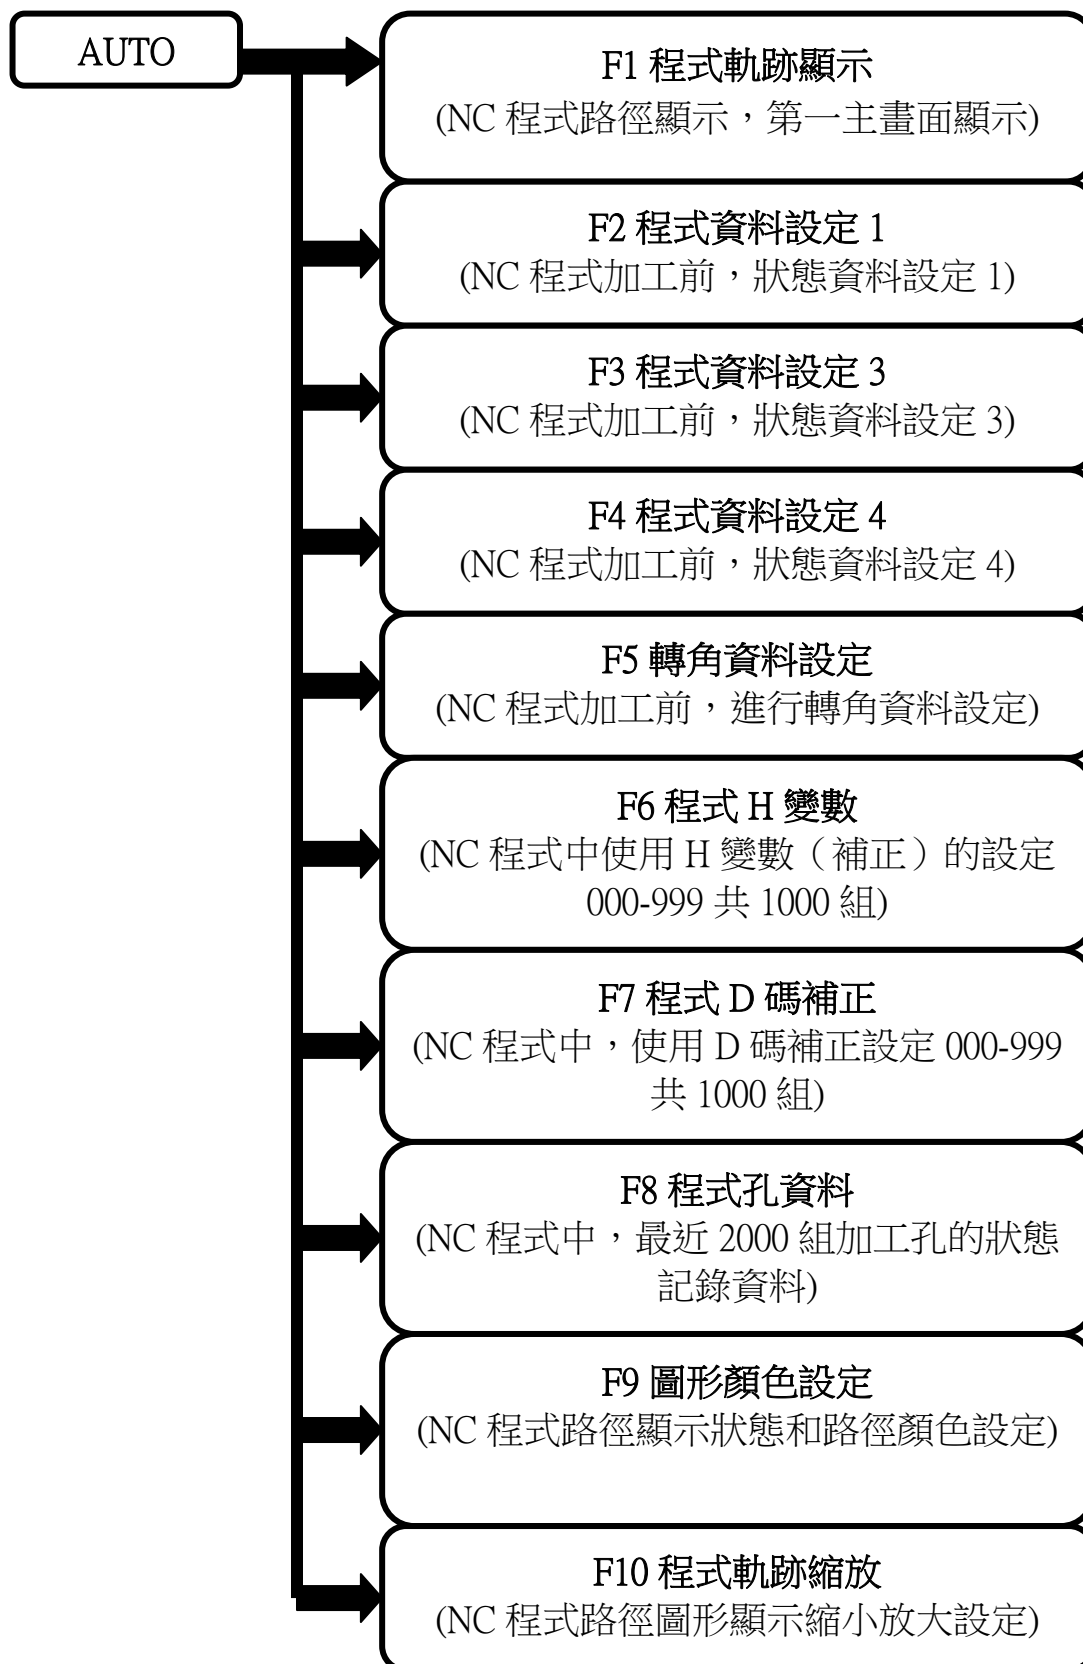 AUTO
F1 程式軌跡顯示
(NC 程式路徑顯示，第一主畫面顯示)
F2 程式資料設定 1
(NC 程式加工前，狀態資料設定 1)
F3 程式資料設定 3
(NC 程式加工前，狀態資料設定 3)
F4 程式資料設定 4
(NC 程式加工前，狀態資料設定 4)
F5 轉角資料設定
(NC 程式加工前，進行轉角資料設定)
F6 程式 H 變數
(NC 程式中使用 H 變數（補正）的設定
000-999 共 1000 組)
F7 程式 D 碼補正
(NC 程式中，使用 D 碼補正設定 000-999
共 1000 組)
F8 程式孔資料
(NC 程式中，最近 2000 組加工孔的狀態
記錄資料)
F9 圖形顏色設定
(NC 程式路徑顯示狀態和路徑顏色設定)
F10 程式軌跡縮放
(NC 程式路徑圖形顯示縮小放大設定)